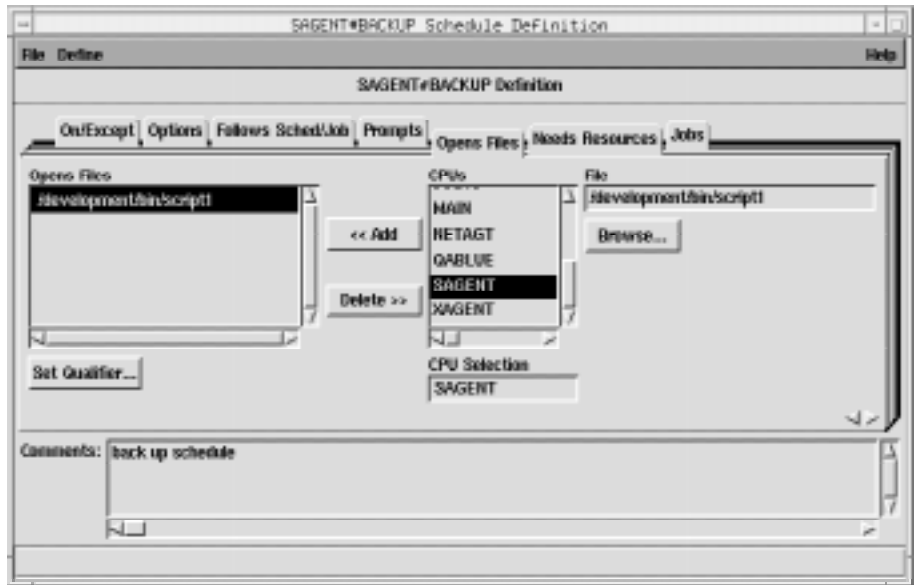 SAGENT#BACKUP Schedule Definition
File Define Help
SAGENT#BACKUP Definition
On/Except Options Follows Sched/Job Prompts Opens Files Needs Resources Jobs
Opens Files
/development/bin/script1
<< Add
Delete >>
Set Qualifier...
CPUs
MAIN
NETAGT
QABLUE
SAGENT
XAGENT
CPU Selection
SAGENT
File
/development/bin/script1
Browse...
Comments: back up schedule